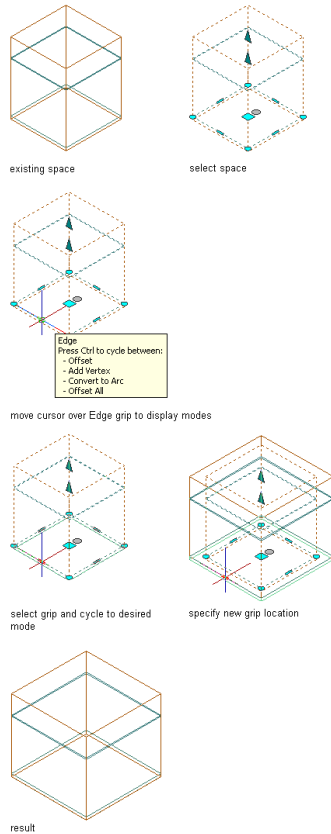 existing space
select space
Edge
Press Ctrl to cycle between:
- Offset
- Add Vertex
- Convert to Arc
- Offset All
move cursor over Edge grip to display modes
select grip and cycle to desired
mode
specify new grip location
result